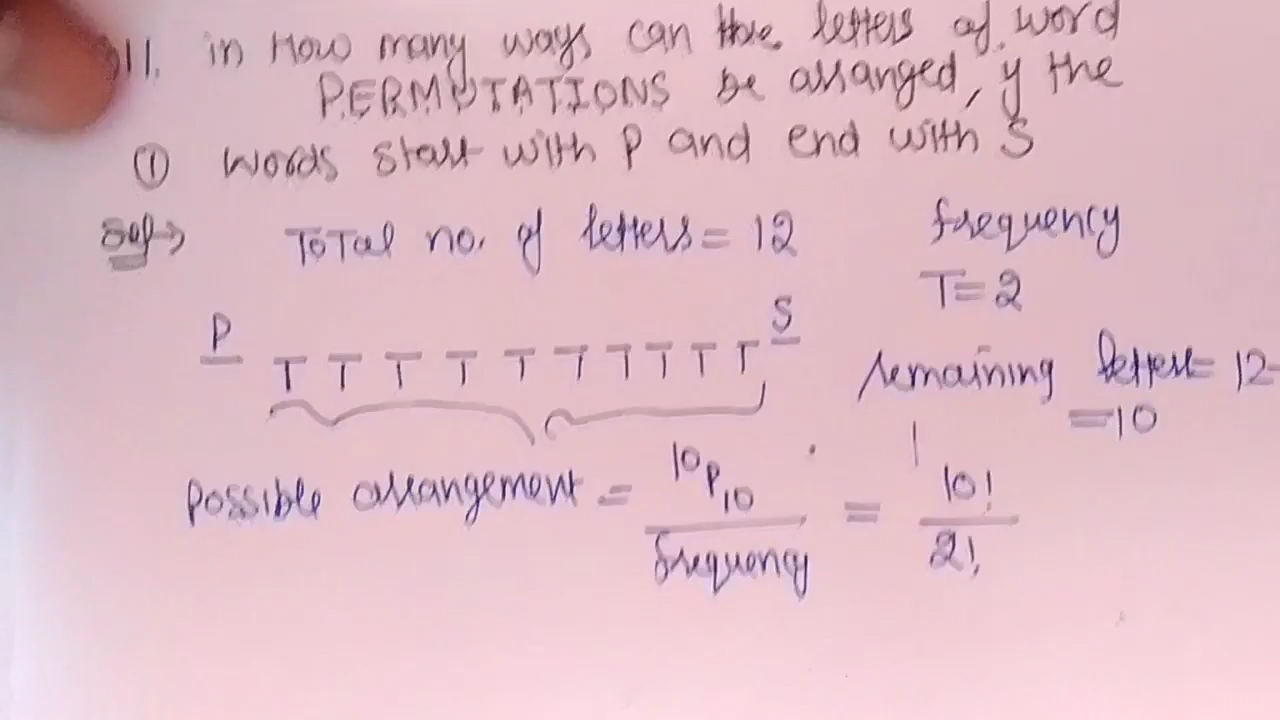 11. in How many ways can the letters of word
PERMUTATIONS be arranged, if the
① words start with P and end with S
Sol→ Total no. of letters = 12 frequency
T=2
P T T T T T T T T T T S
remaining letters= 12-
=10
possible arrangement = ¹⁰P₁₀ / frequency = 10! / 2!